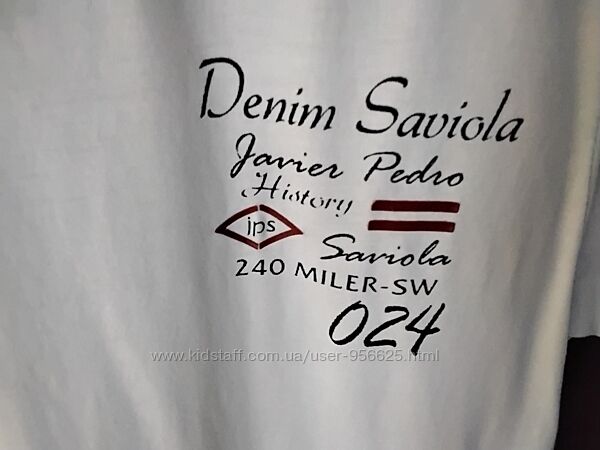 Denim Saviola
Javier Pedro
History
jps
Saviola
240 MILER-SW
024
www.kidstaff.com.ua/user-956625.html